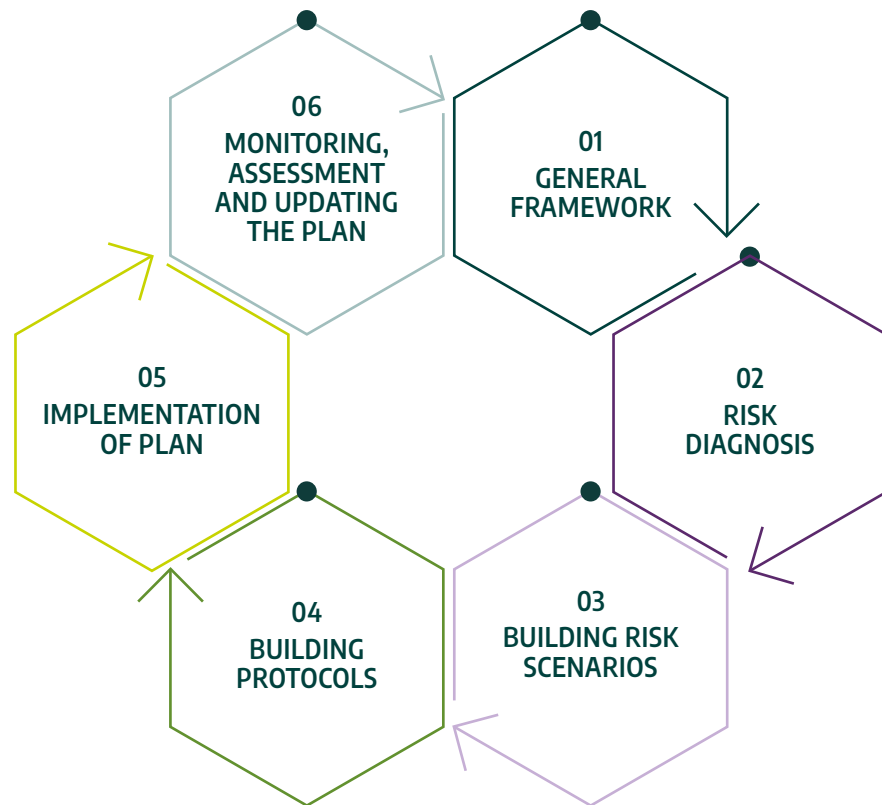 01
GENERAL
FRAMEWORK
02
RISK
DIAGNOSIS
03
BUILDING RISK
SCENARIOS
04
BUILDING
PROTOCOLS
05
IMPLEMENTATION
OF PLAN
06
MONITORING,
ASSESSMENT
AND UPDATING
THE PLAN